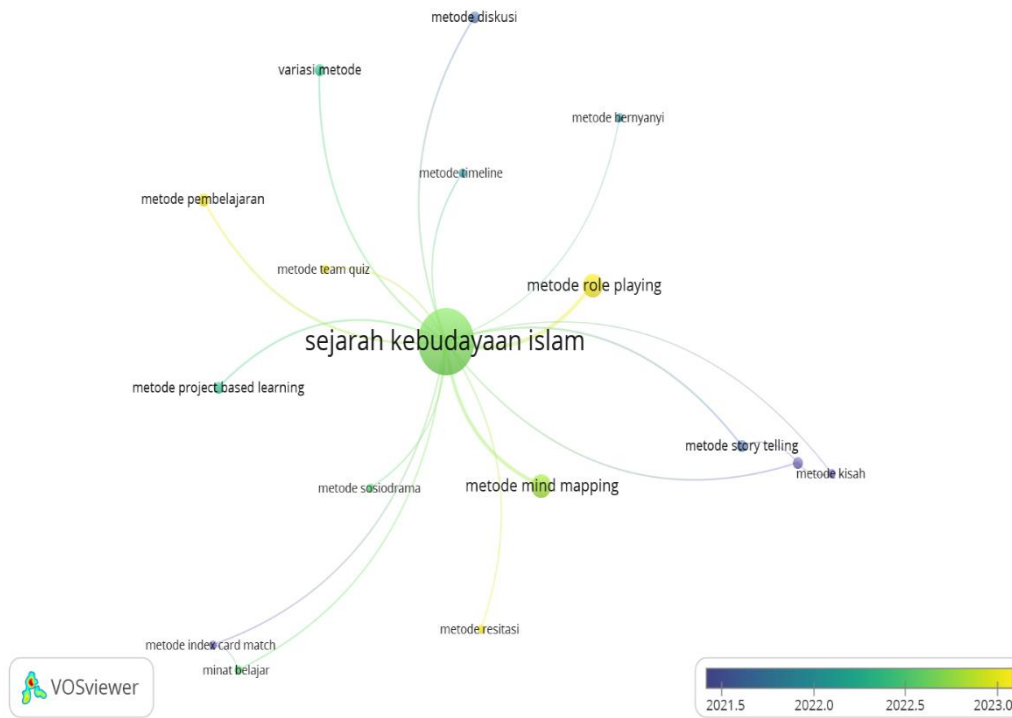 metode diskusi
variasi metode
metode bernyanyi
metode timeline
metode pembelajaran
metode team quiz
metode role playing
sejarah kebudayaan islam
metode project based learning
metode story telling
metode kisah
metode sosiodrama
metode mind mapping
metode resitasi
metode index card match
minat belajar
VOSviewer
2021.5 2022.0 2022.5 2023.0